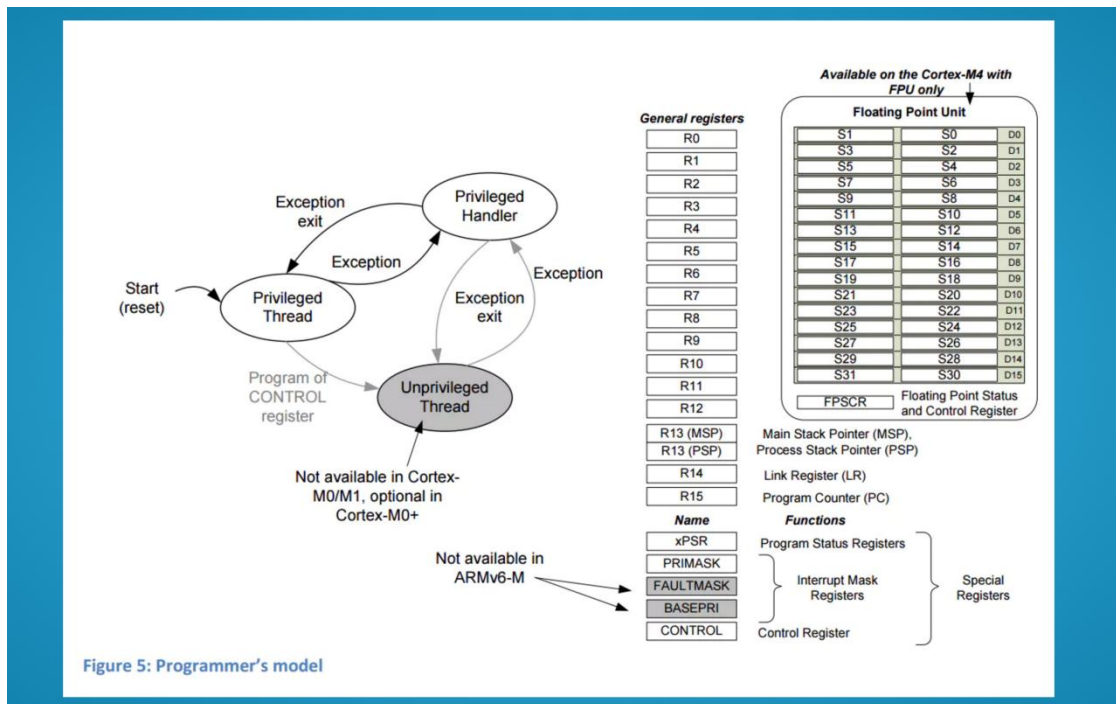 Available on the Cortex-M4 with
FPU only
Floating Point Unit
S1 S0 D0
S3 S2 D1
S5 S4 D2
S7 S6 D3
S9 S8 D4
S11 S10 D5
S13 S12 D6
S15 S14 D7
S17 S16 D8
S19 S18 D9
S21 S20 D10
S23 S22 D11
S25 S24 D12
S27 S26 D13
S29 S28 D14
S31 S30 D15
FPSCR
Floating Point Status
and Control Register
General registers
R0
R1
R2
R3
R4
R5
R6
R7
R8
R9
R10
R11
R12
R13 (MSP)
R13 (PSP)
Main Stack Pointer (MSP),
Process Stack Pointer (PSP)
R14 Link Register (LR)
R15 Program Counter (PC)
Name Functions
xPSR Program Status Registers
PRIMASK
FAULTMASK
BASEPRI
Interrupt Mask
Registers
CONTROL Control Register
Special
Registers
Privileged
Handler
Exception
exit
Exception
Exception
Start
(reset)
Privileged
Thread
Exception
exit
Program of
CONTROL
register
Unprivileged
Thread
Not available in Cortex-
M0/M1, optional in
Cortex-M0+
Not available in
ARMv6-M
Figure 5: Programmer's model